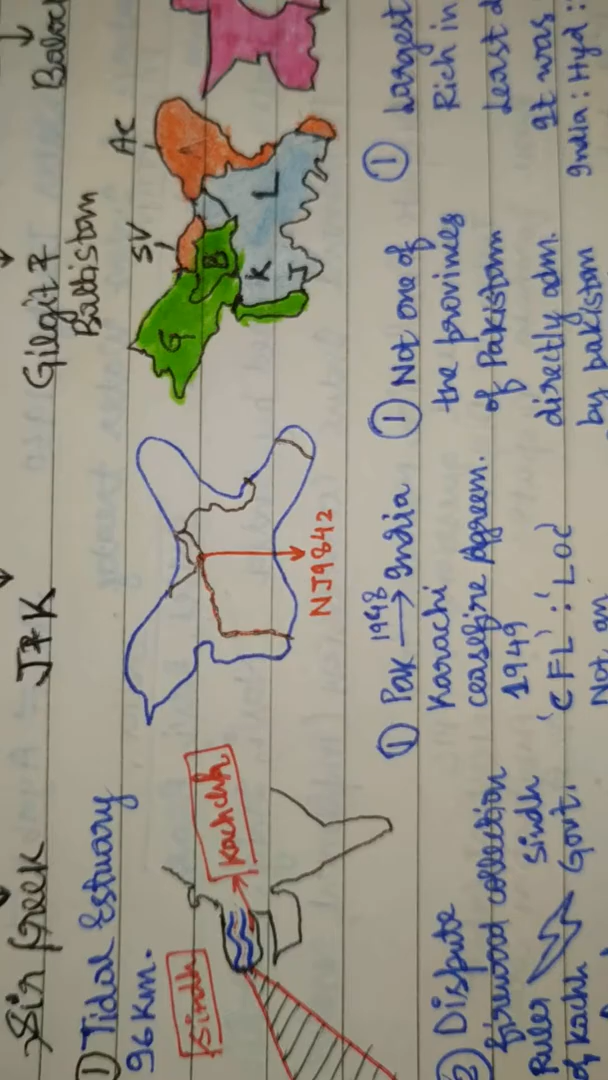 Sir Creek
① Tidal Estuary
96 Km.
Sindh
Kachchh
② Dispute
firewood collection
Ruler Sindh
of Kachh Govt.
J&K
NJ9842
① Pak 1948 → India
Karachi
ceasefire Agreem.
1949
'CFL' : 'LOC'
Not an
Gilgit &
Baltistan
G
B
SV
AC
K
L
J
① Not one of
the provinces
of Pakistan
directly adm.
by pakistan
① Largest
Rich in
Least
It was
India : Hyd :